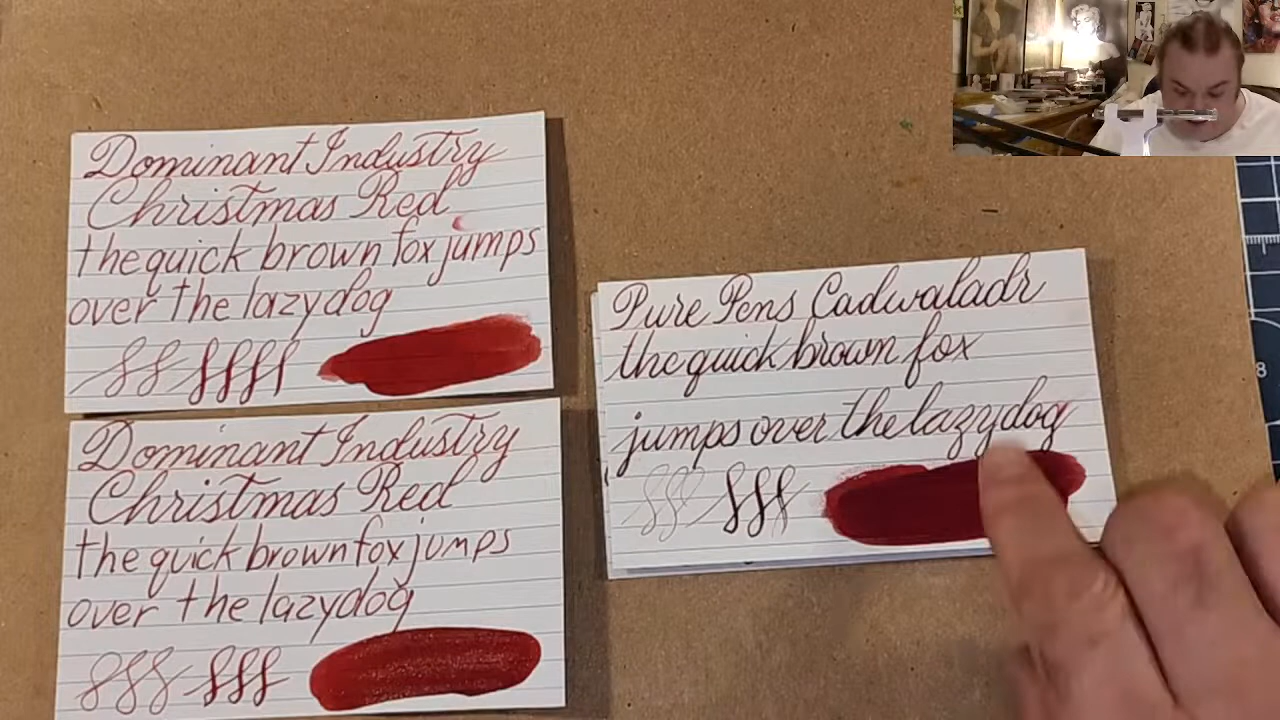 Dominant Industry
Christmas Red
the quick brown fox jumps
over the lazy dog
Dominant Industry
Christmas Red
the quick brown fox jumps
over the lazy dog
Pure Pens Cadwaladr
the quick brown fox
jumps over the lazy dog
8